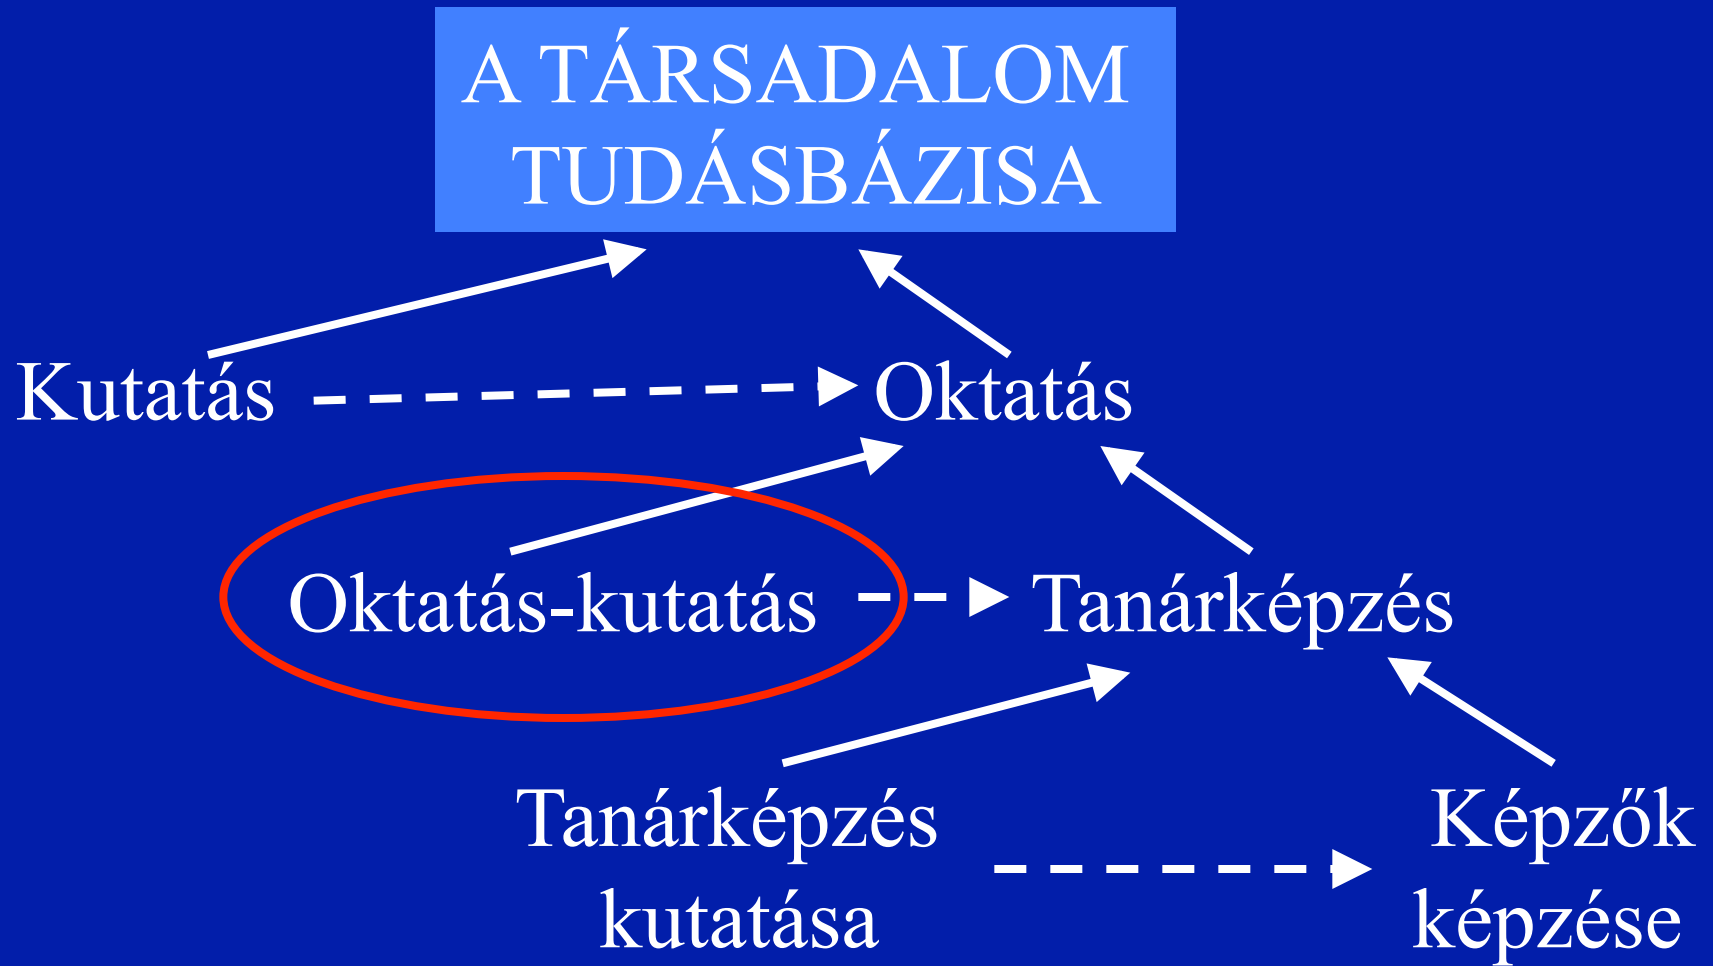 A TÁRSADALOM
TUDÁSBÁZISA
Kutatás
Oktatás
Oktatás-kutatás
Tanárképzés
Tanárképzés
kutatása
Képzők
képzése